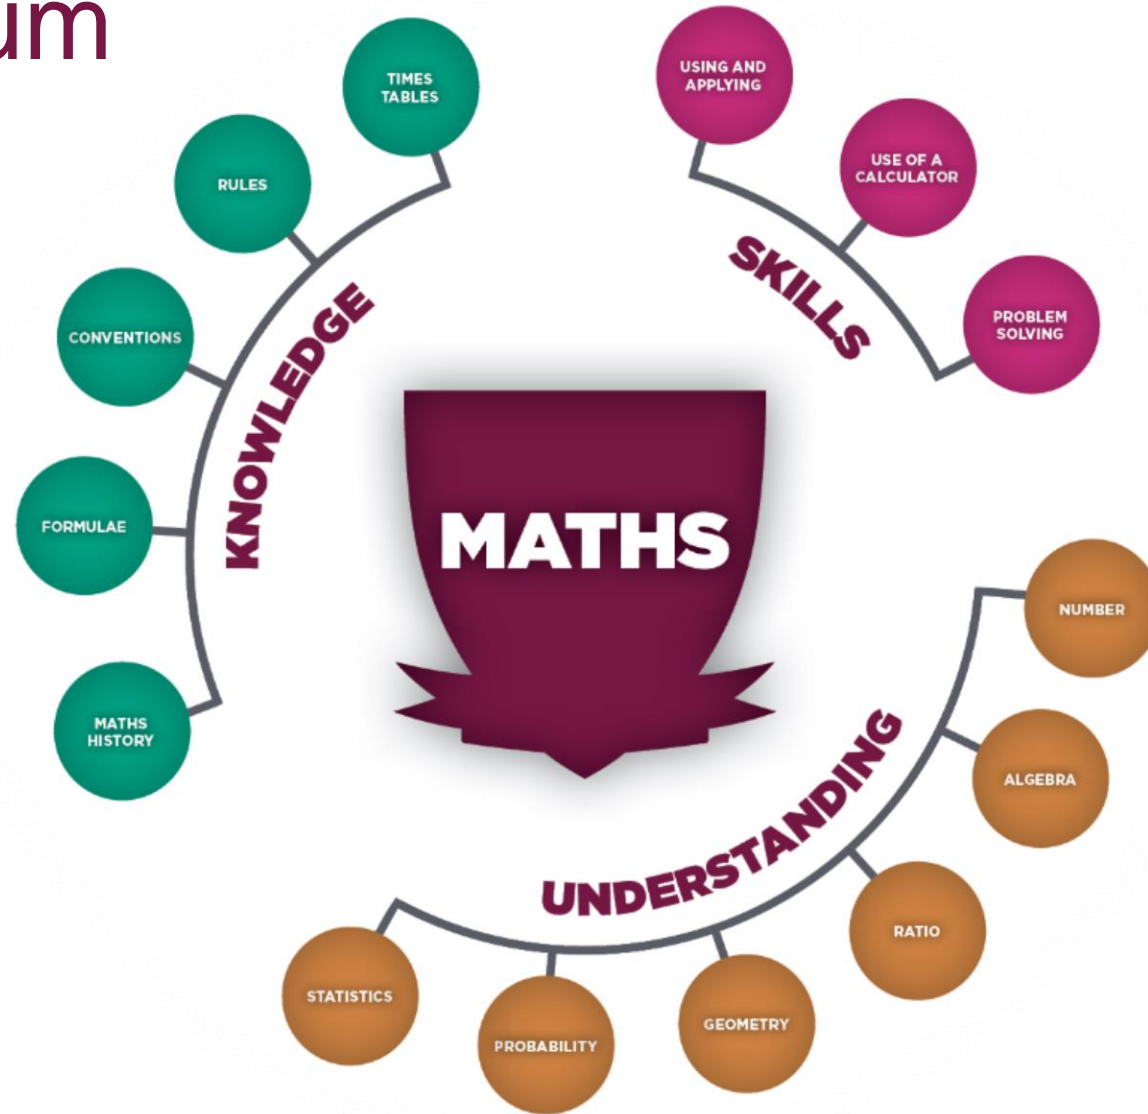 TIMES
TABLES
RULES
CONVENTIONS
FORMULAE
MATHS
HISTORY
KNOWLEDGE
USING AND
APPLYING
USE OF A
CALCULATOR
PROBLEM
SOLVING
SKILLS
MATHS
NUMBER
ALGEBRA
RATIO
GEOMETRY
PROBABILITY
STATISTICS
UNDERSTANDING